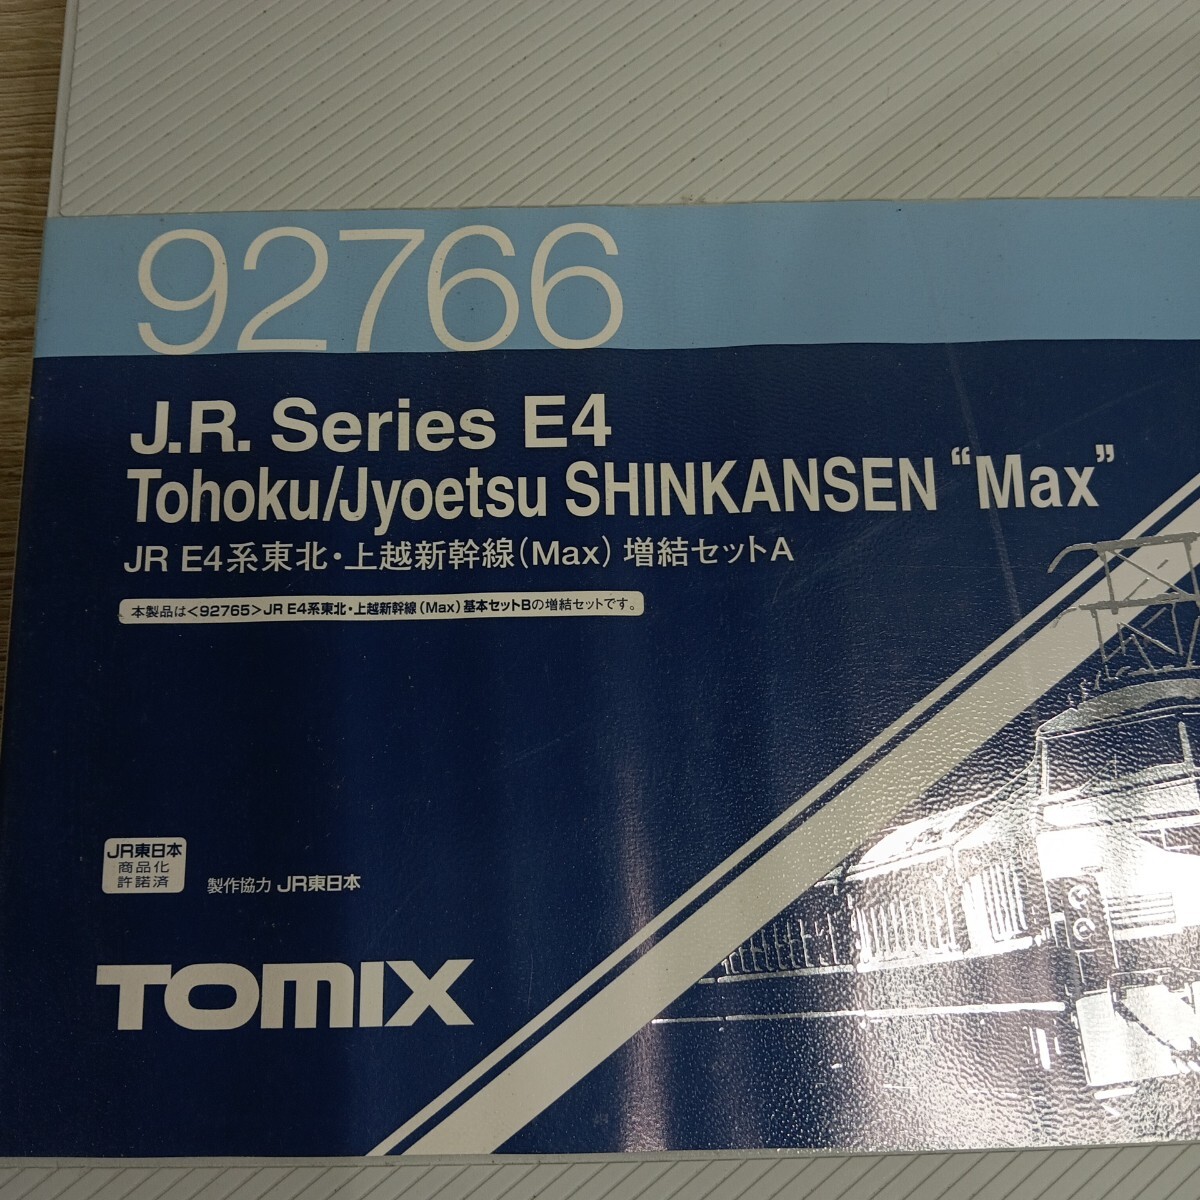 92766
J.R. Series E4
Tohoku/Jyoetsu SHINKANSEN “Max”
JR E4系東北・上越新幹線(Max) 増結セットA
本製品は<92765>JR E4系東北・上越新幹線(Max)基本セットBの増結セットです。
JR東日本
商品化
許諾済
製作協力 JR東日本
TOMIX